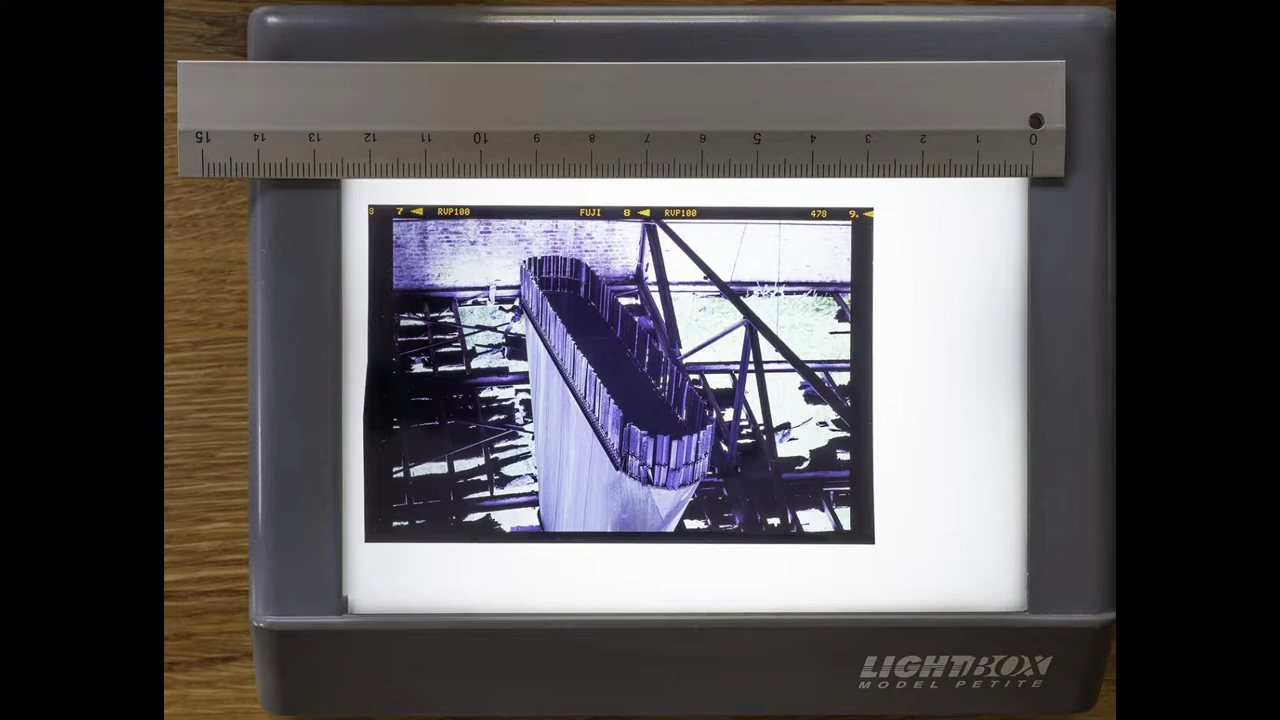 15 14 13 12 11 10 9 8 7 6 5 4 3 2 1 0
8 7 RVP100 FUJI 8 RVP100 478 9.
LIGHTBOX
MODEL PETITE